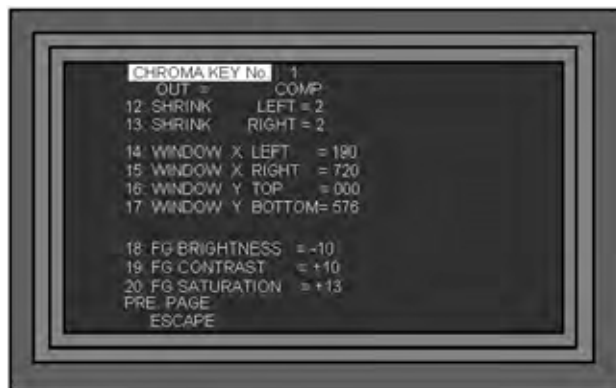 CHROMA KEY No. 1
OUT = COMP
12 SHRINK LEFT = 2
13 SHRINK RIGHT = 2
14 WINDOW X LEFT = 190
15 WINDOW X RIGHT = 720
16 WINDOW Y TOP = 000
17 WINDOW Y BOTTOM= 576
18 FG BRIGHTNESS = -10
19 FG CONTRAST = +10
20 FG SATURATION = +13
PRE PAGE
ESCAPE